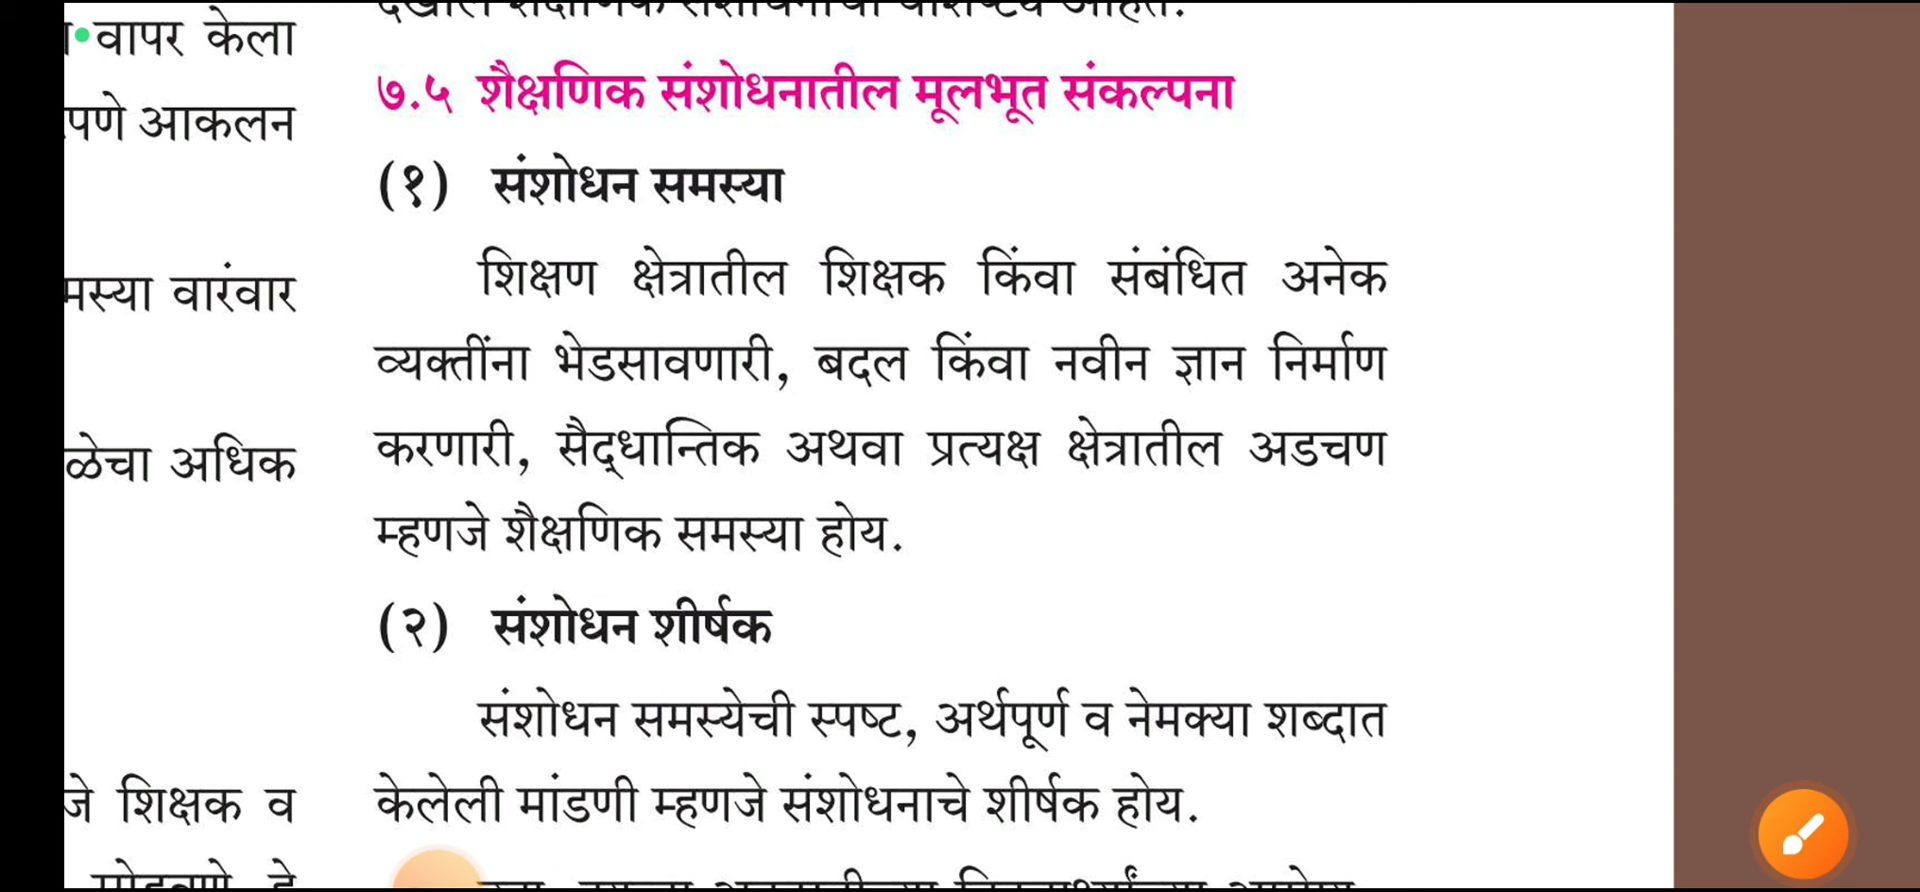 वापर केला
पणे आकलन
मस्या वारंवार
ळेचा अधिक
जे शिक्षक व
७.५ शैक्षणिक संशोधनातील मूलभूत संकल्पना
(१) संशोधन समस्या
शिक्षण क्षेत्रातील शिक्षक किंवा संबंधित अनेक
व्यक्तींना भेडसावणारी, बदल किंवा नवीन ज्ञान निर्माण
करणारी, सैद्धान्तिक अथवा प्रत्यक्ष क्षेत्रातील अडचण
म्हणजे शैक्षणिक समस्या होय.
(२) संशोधन शीर्षक
संशोधन समस्येची स्पष्ट, अर्थपूर्ण व नेमक्या शब्दात
केलेली मांडणी म्हणजे संशोधनाचे शीर्षक होय.